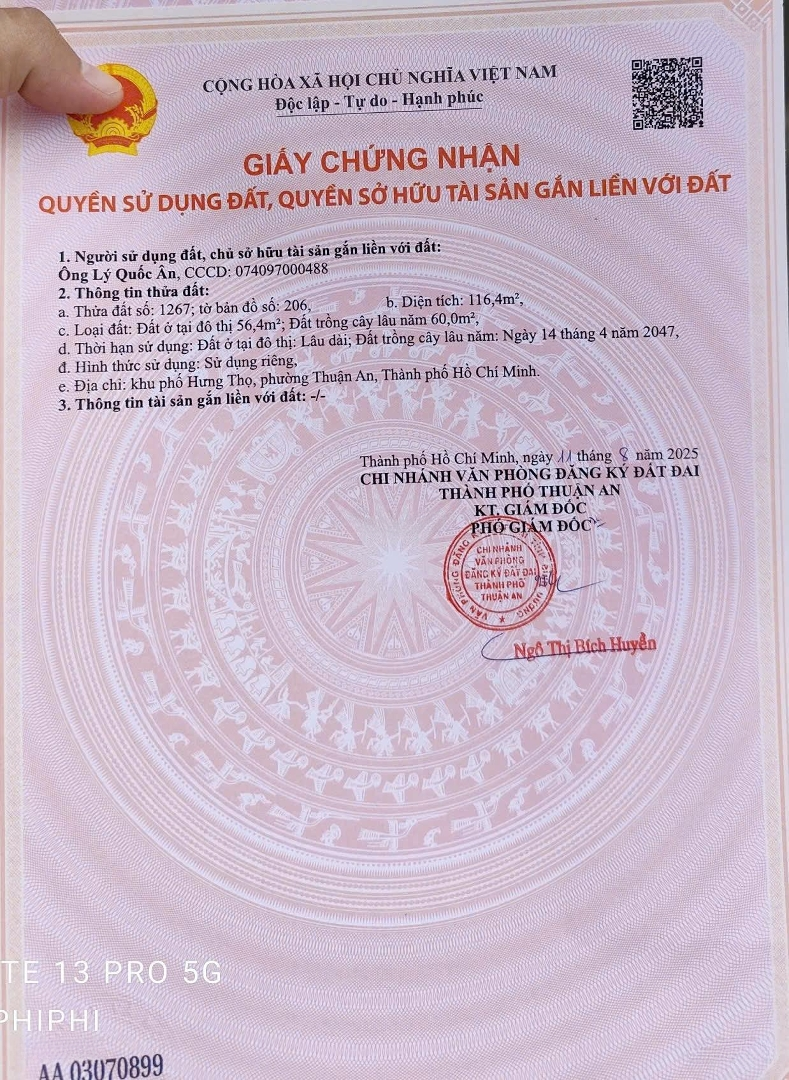 CỘNG HÒA XÃ HỘI CHỦ NGHĨA VIỆT NAM
Độc lập - Tự do - Hạnh phúc
GIẤY CHỨNG NHẬN
QUYỀN SỬ DỤNG ĐẤT, QUYỀN SỞ HỮU TÀI SẢN GẮN LIỀN VỚI ĐẤT
1. Người sử dụng đất, chủ sở hữu tài sản gắn liền với đất:
Ông Lý Quốc Ân, CCCD: 074097000488
2. Thông tin thửa đất:
a. Thửa đất số: 1267; tờ bản đồ số: 206, b. Diện tích: 116,4m²,
c. Loại đất: Đất ở tại đô thị 56,4m²; Đất trồng cây lâu năm 60,0m²,
d. Thời hạn sử dụng: Đất ở tại đô thị: Lâu dài; Đất trồng cây lâu năm: Ngày 14 tháng 4 năm 2047,
đ. Hình thức sử dụng: Sử dụng riêng,
e. Địa chỉ: khu phố Hưng Thọ, phường Thuận An, Thành phố Hồ Chí Minh.
3. Thông tin tài sản gắn liền với đất: -/-
Thành phố Hồ Chí Minh, ngày 11 tháng 8 năm 2025
CHI NHÁNH VĂN PHÒNG ĐĂNG KÝ ĐẤT ĐAI
THÀNH PHỐ THUẬN AN
KT. GIÁM ĐỐC
PHÓ GIÁM ĐỐC
CHI NHÁNH
VĂN PHÒNG
ĐĂNG KÝ ĐẤT ĐAI
THÀNH PHỐ
THUẬN AN
Ngô Thị Bích Huyền
TE 13 PRO 5G
PHIPHI
AA 03070899